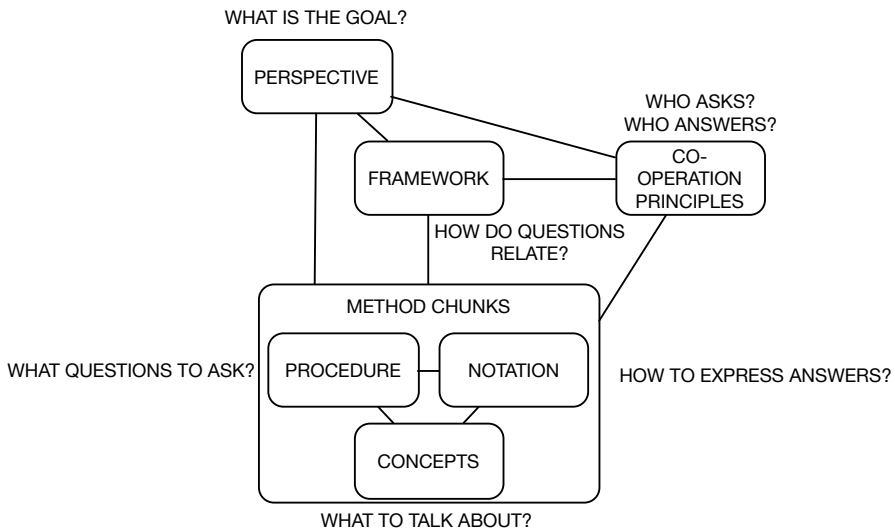 WHAT IS THE GOAL?
PERSPECTIVE
WHO ASKS?
WHO ANSWERS?
CO-
OPERATION
PRINCIPLES
FRAMEWORK
HOW DO QUESTIONS
RELATE?
METHOD CHUNKS
WHAT QUESTIONS TO ASK?
PROCEDURE
NOTATION
HOW TO EXPRESS ANSWERS?
CONCEPTS
WHAT TO TALK ABOUT?